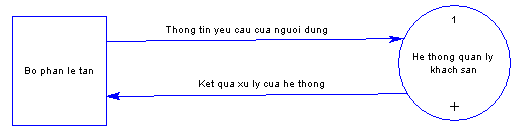 Thong tin yeu cau cua nguoi dung
1
Bo phan le tan
He thong quan ly
khach san
Ket qua xu ly cua he thong
+